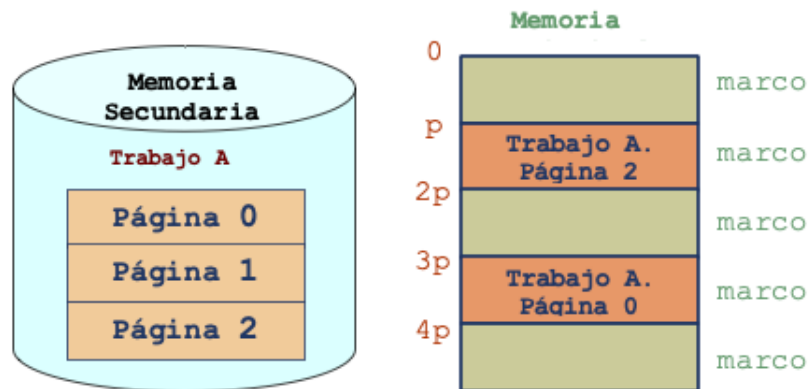 Memoria
Secundaria
Trabajo A
Página 0
Página 1
Página 2
Memoria
0
marco
p
Trabajo A.
Página 2
marco
2p
marco
3p
Trabajo A.
Página 0
marco
4p
marco